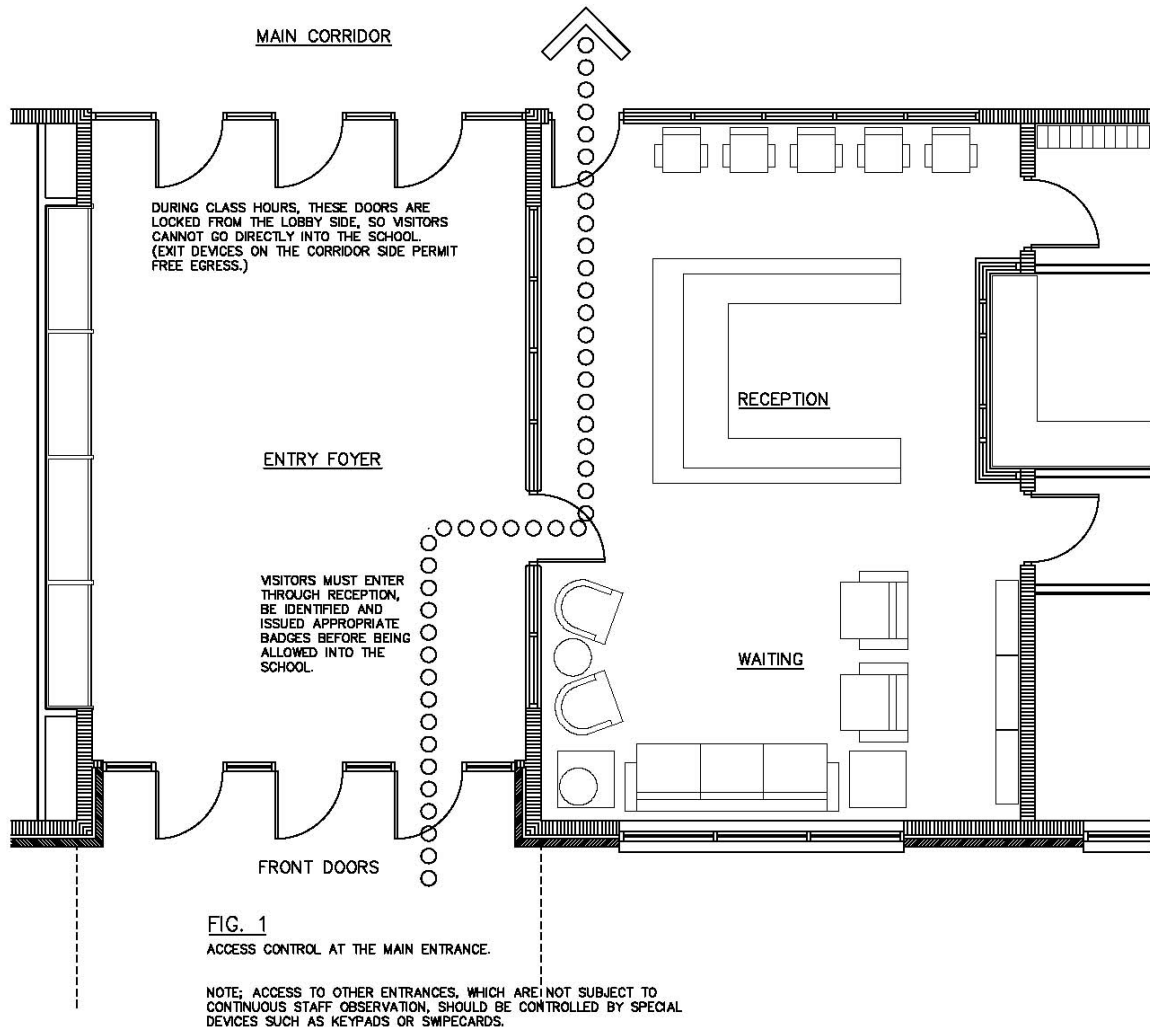 MAIN CORRIDOR
DURING CLASS HOURS, THESE DOORS ARE
LOCKED FROM THE LOBBY SIDE, SO VISITORS
CANNOT GO DIRECTLY INTO THE SCHOOL.
(EXIT DEVICES ON THE CORRIDOR SIDE PERMIT
FREE EGRESS.)
RECEPTION
ENTRY FOYER
VISITORS MUST ENTER
THROUGH RECEPTION,
BE IDENTIFIED AND
ISSUED APPROPRIATE
BADGES BEFORE BEING
ALLOWED INTO THE
SCHOOL.
WAITING
FRONT DOORS
FIG. 1
ACCESS CONTROL AT THE MAIN ENTRANCE.
NOTE; ACCESS TO OTHER ENTRANCES, WHICH ARE NOT SUBJECT TO
CONTINUOUS STAFF OBSERVATION, SHOULD BE CONTROLLED BY SPECIAL
DEVICES SUCH AS KEYPADS OR SWIPECARDS.